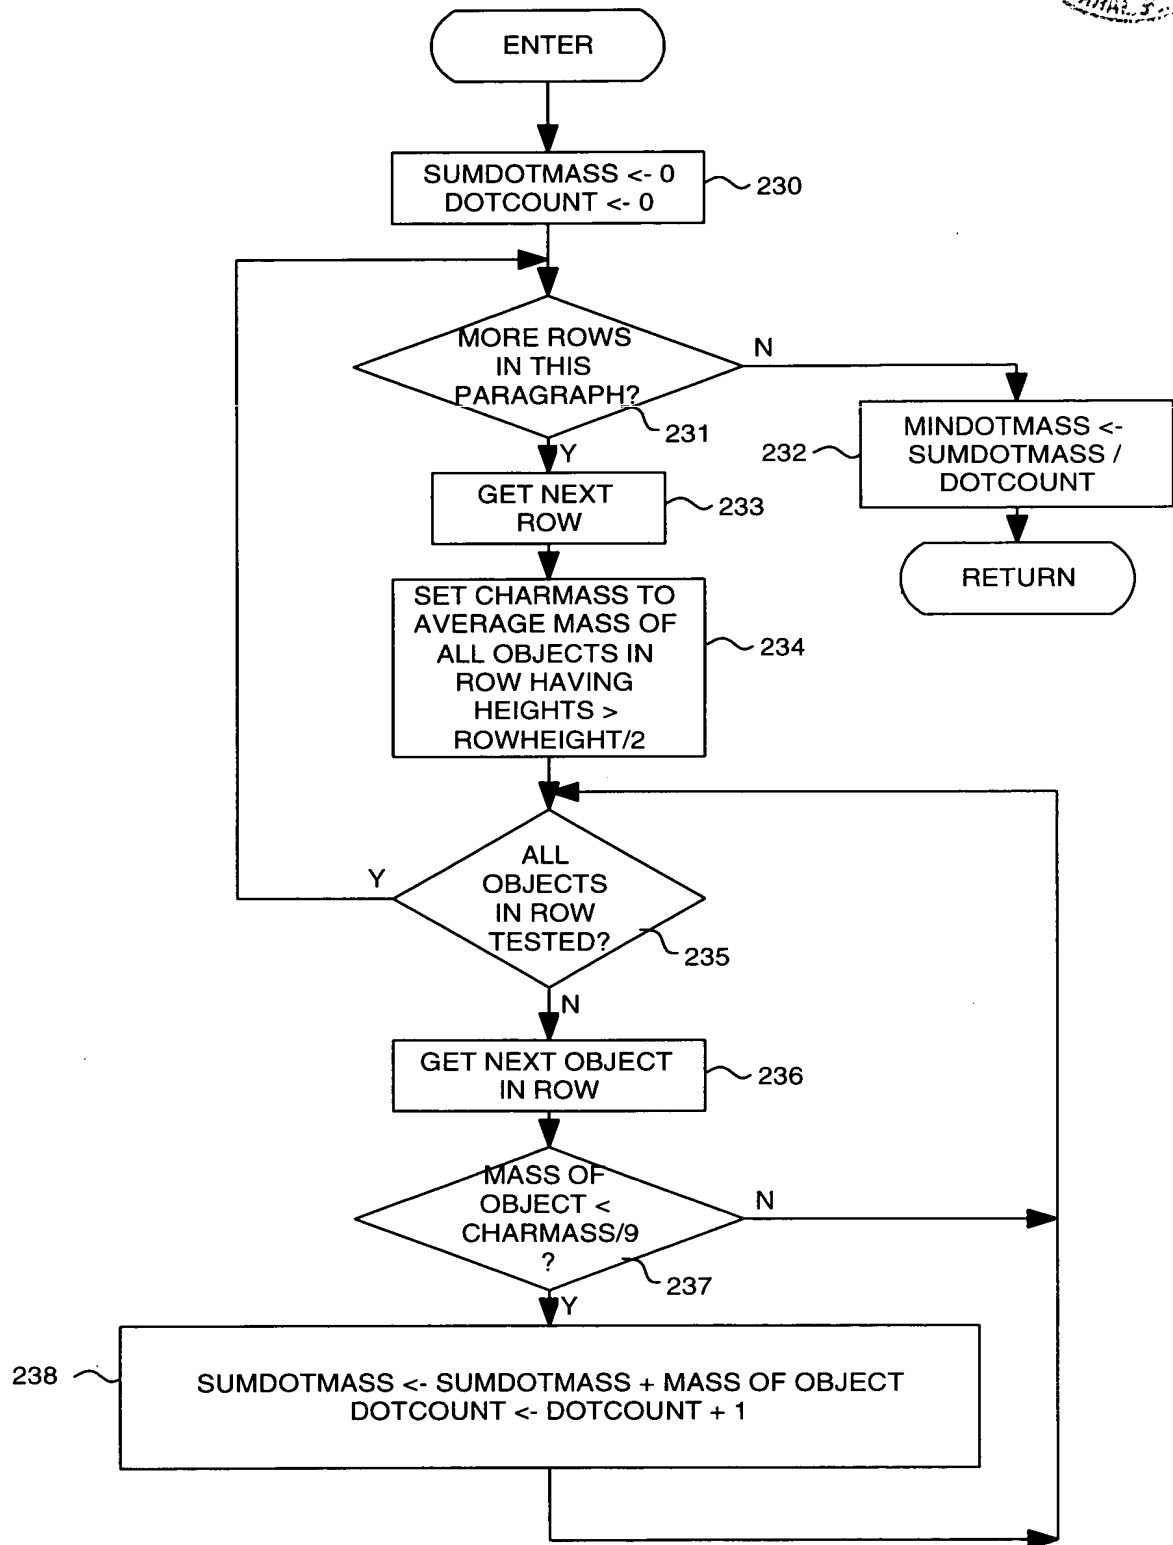 ENTER
SUMDOTMASS <- 0
DOTCOUNT <- 0
230
MORE ROWS
IN THIS
PARAGRAPH?
231
N
Y
MINDOTMASS <-
SUMDOTMASS /
DOTCOUNT
232
RETURN
GET NEXT
ROW
233
SET CHARMASS TO
AVERAGE MASS OF
ALL OBJECTS IN
ROW HAVING
HEIGHTS >
ROWHEIGHT/2
234
ALL
OBJECTS
IN ROW
TESTED?
235
Y
N
GET NEXT OBJECT
IN ROW
236
MASS OF
OBJECT <
CHARMASS/9
?
237
N
Y
238
SUMDOTMASS <- SUMDOTMASS + MASS OF OBJECT
DOTCOUNT <- DOTCOUNT + 1